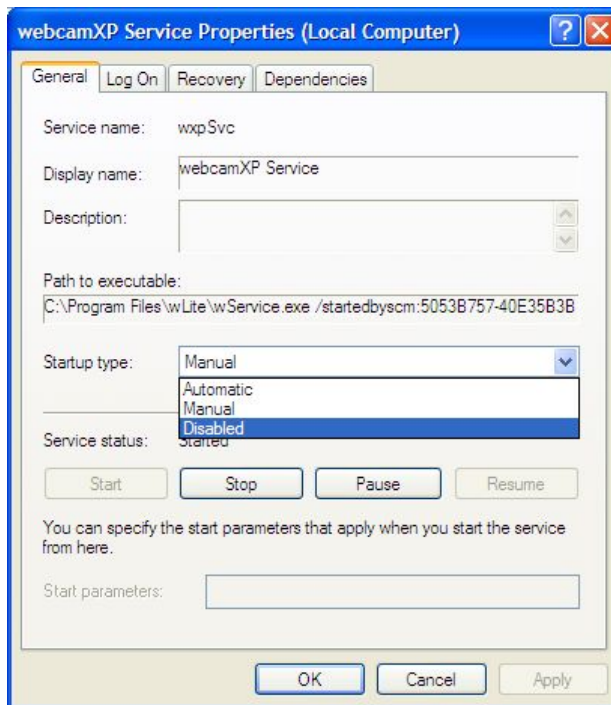 webcamXP Service Properties (Local Computer)
General Log On Recovery Dependencies
Service name: wxpSvc
Display name: webcamXP Service
Description:
Path to executable:
C:\Program Files\wLite\wService.exe /startedbyscm:5053B757-40E35B3B
Startup type: Manual
Automatic
Manual
Disabled
Service status: Started
Start Stop Pause Resume
You can specify the start parameters that apply when you start the service
from here.
Start parameters:
OK Cancel Apply